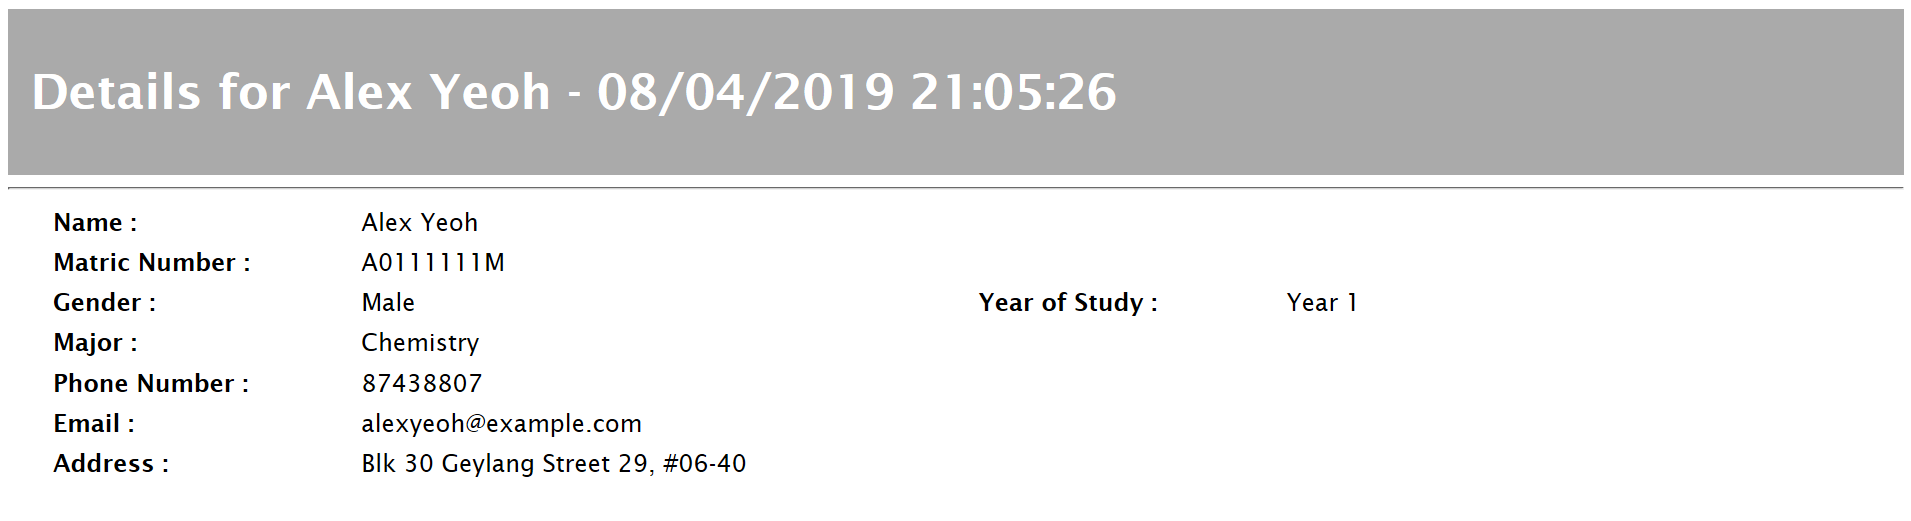 Details for Alex Yeoh - 08/04/2019 21:05:26
Name : Alex Yeoh
Matric Number : A0111111M
Gender : Male Year of Study : Year 1
Major : Chemistry
Phone Number : 87438807
Email : alexyeoh@example.com
Address : Blk 30 Geylang Street 29, #06-40